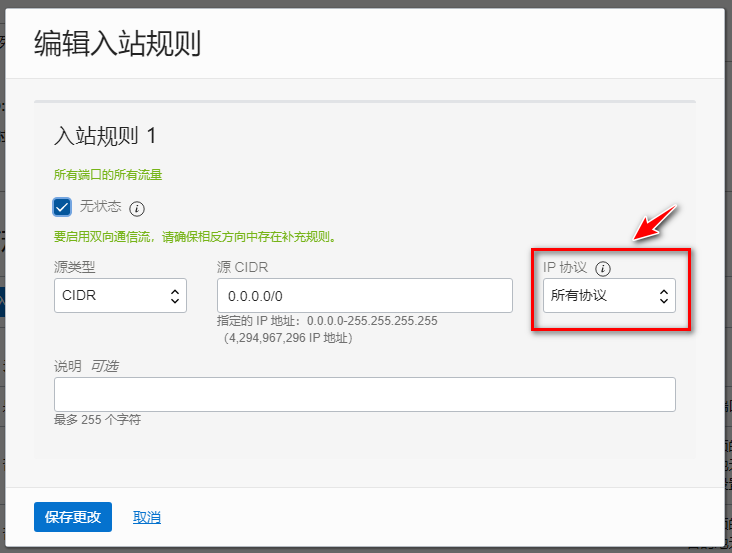 编辑入站规则
入站规则 1
所有端口的所有流量
无状态
要启用双向通信流，请确保相反方向中存在补充规则。
源类型
源 CIDR
IP 协议
CIDR
0.0.0.0/0
所有协议
指定的 IP 地址：0.0.0.0-255.255.255.255
（4,294,967,296 IP 地址）
说明 可选
最多 255 个字符
保存更改
取消